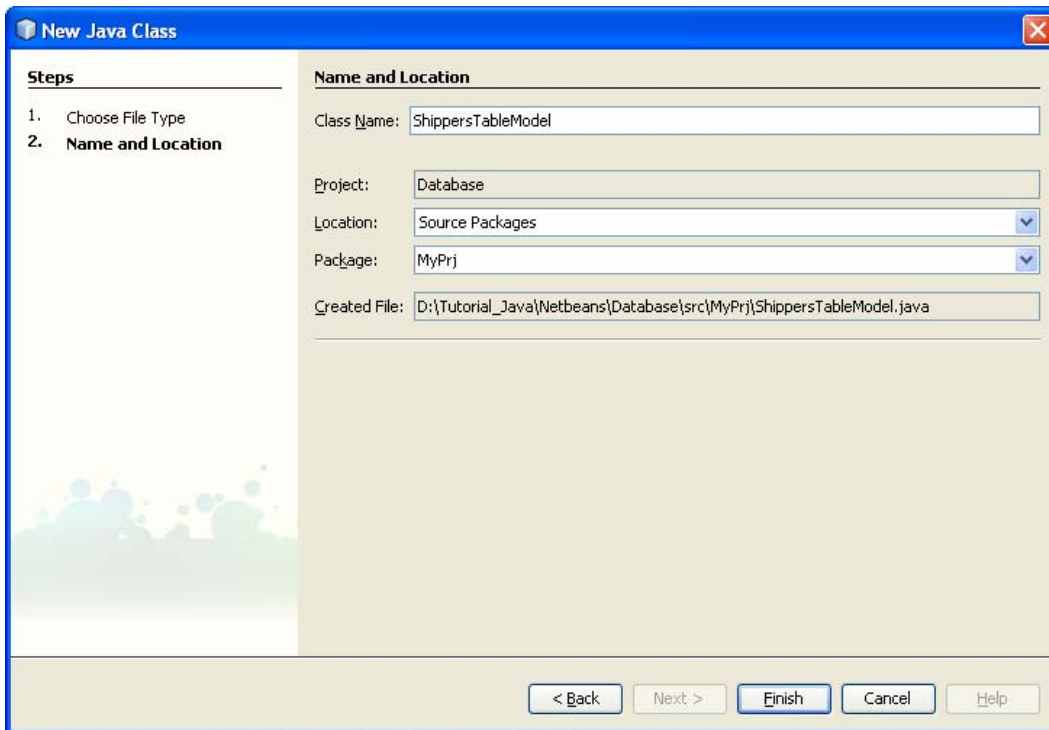 New Java Class
Steps
1. Choose File Type
2. Name and Location
Name and Location
Class Name: ShippersTableModel
Project: Database
Location: Source Packages
Package: MyPrj
Created File: D:\Tutorial_Java\Netbeans\Database\src\MyPrj\ShippersTableModel.java
< Back Next > Finish Cancel Help